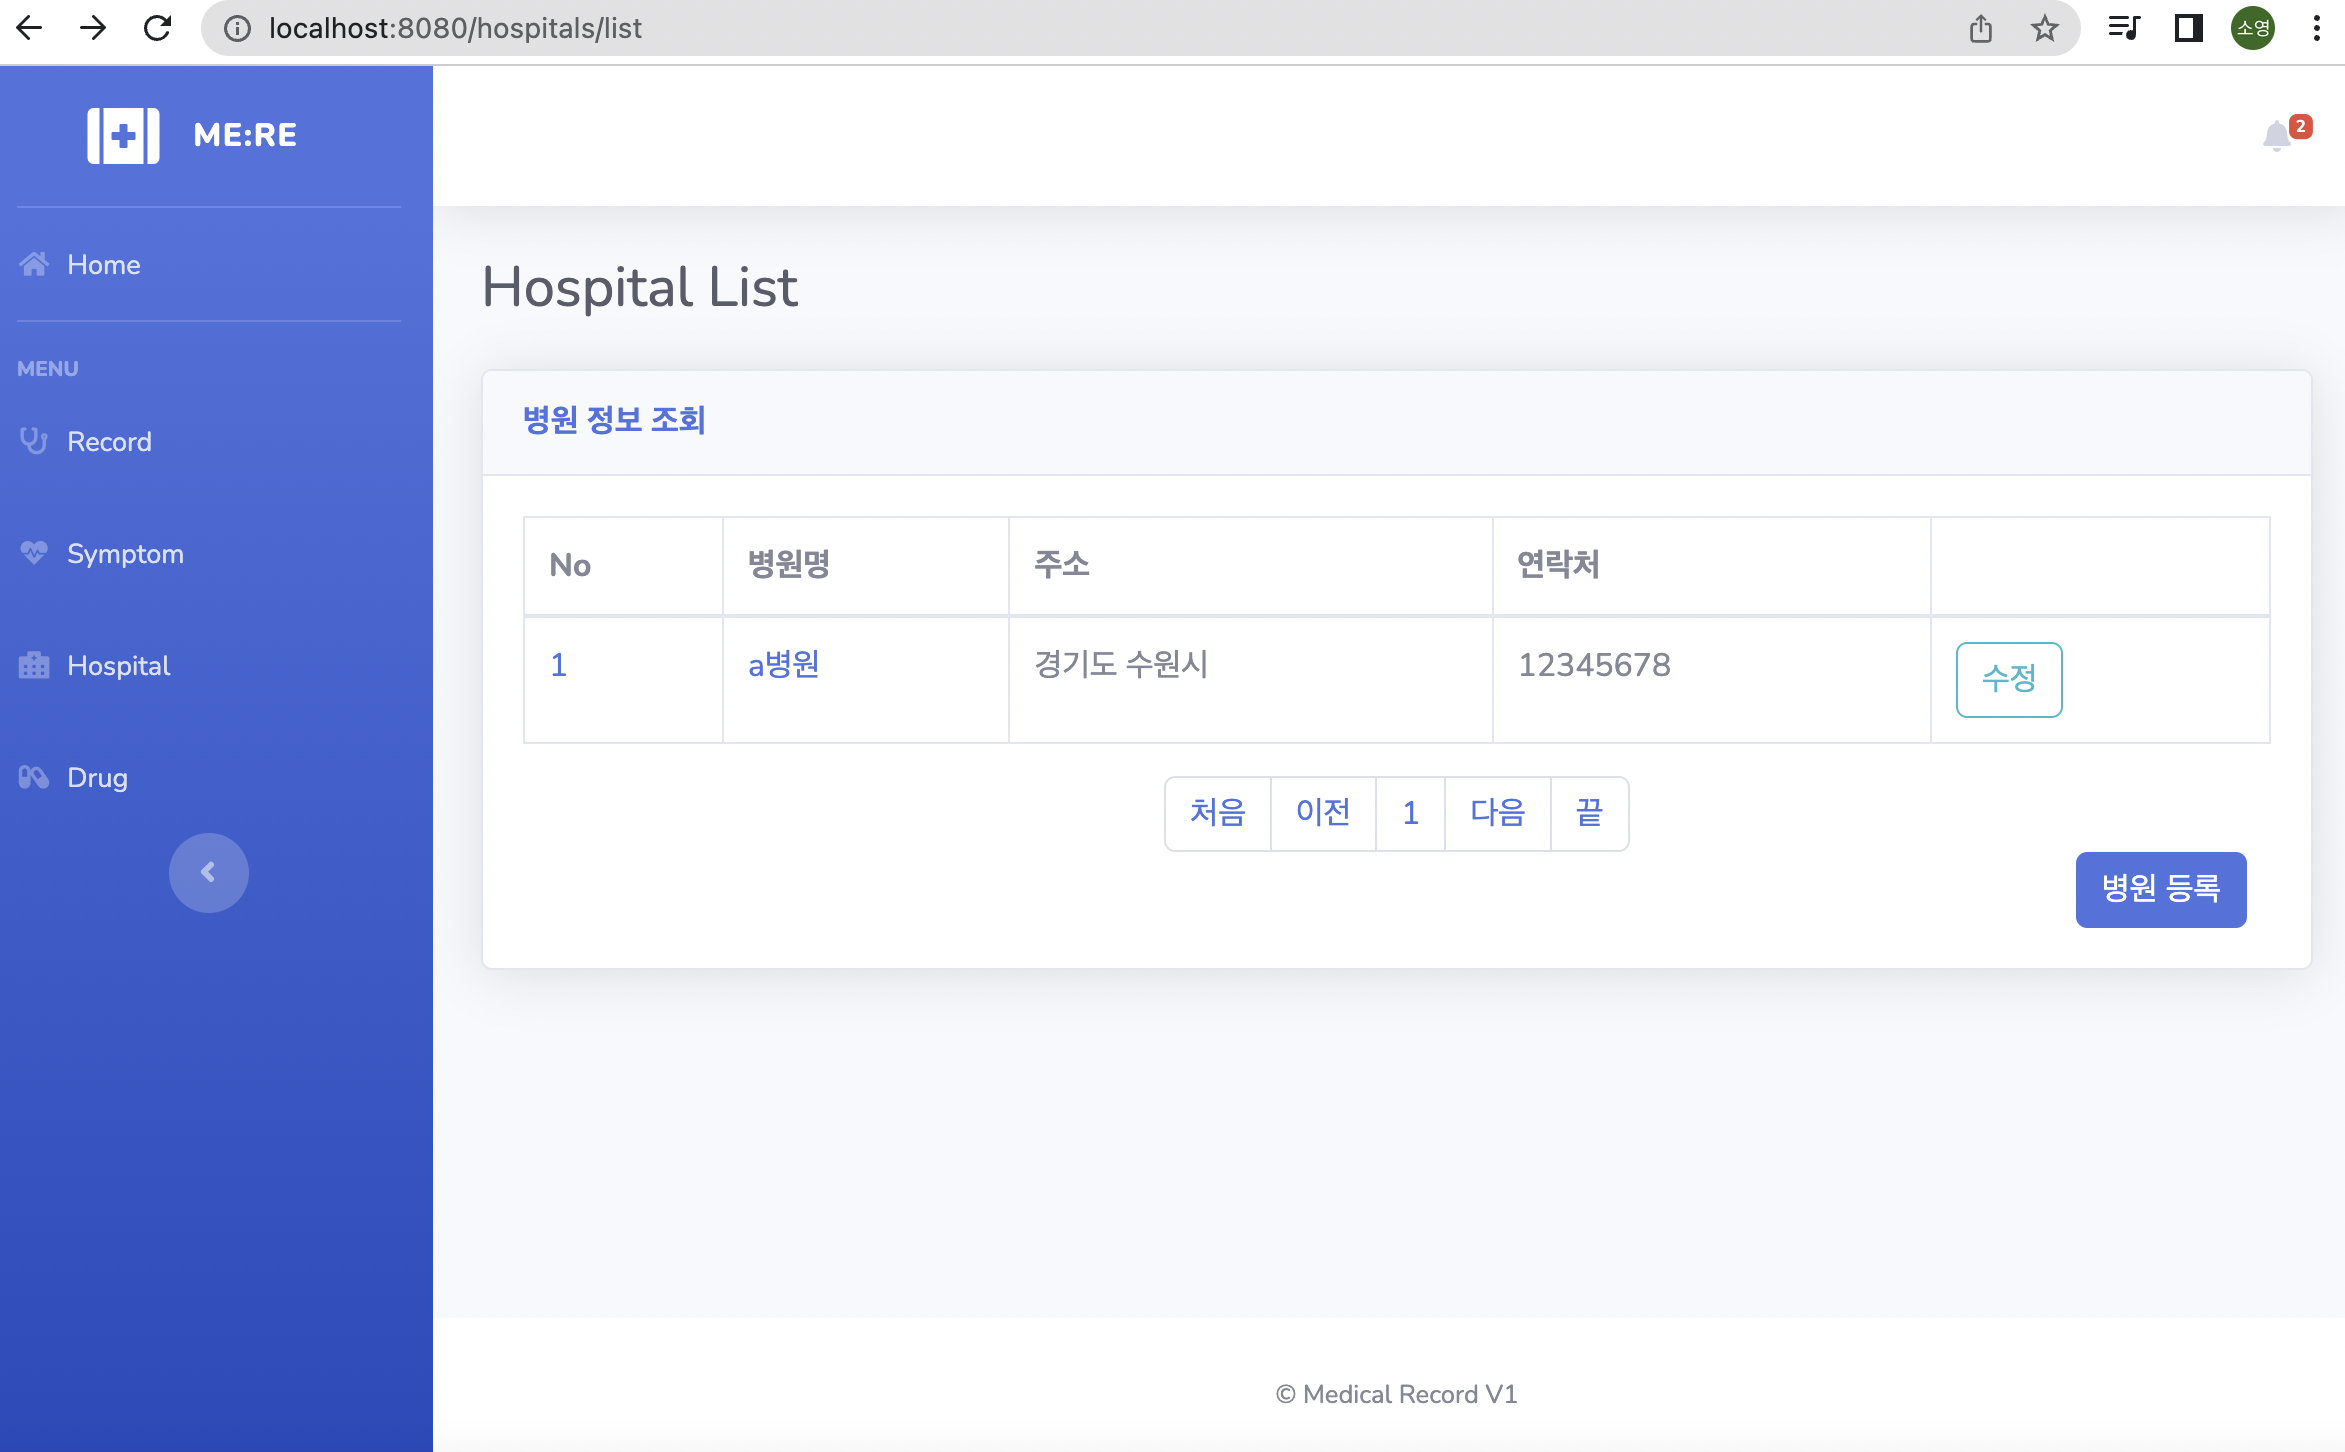 localhost:8080/hospitals/list
소영
ME:RE
2
Home
MENU
Record
Symptom
Hospital
Drug
Hospital List
병원 정보 조회
No 병원명 주소 연락처
1 a병원 경기도 수원시 12345678 수정
처음 이전 1 다음 끝
병원 등록
© Medical Record V1